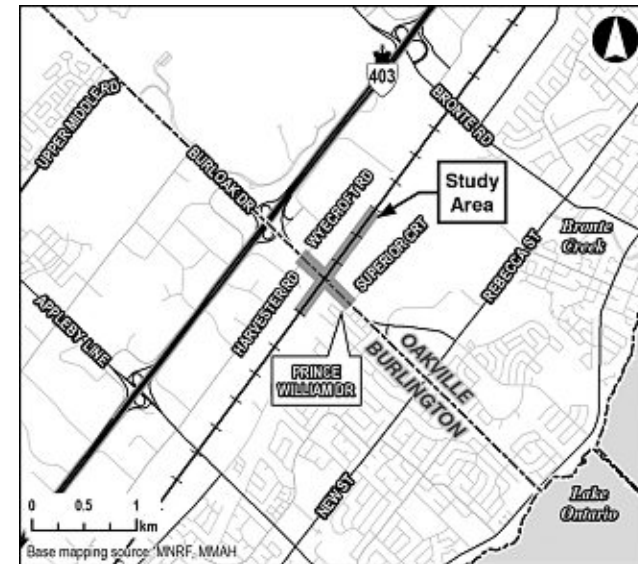 403
UPPER MIDDLE RD
BRONTE RD
BURLOAK DR
WYECROFT RD
Study
Area
Bronte
Creek
SUPERIOR CRT
REBECCA ST
HARVESTER RD
APPLEBY LINE
PRINCE
WILLIAM DR
OAKVILLE
BURLINGTON
NEW ST
Lake
Ontario
0 0.5 1
km
Base mapping source: MNRF, MMAH